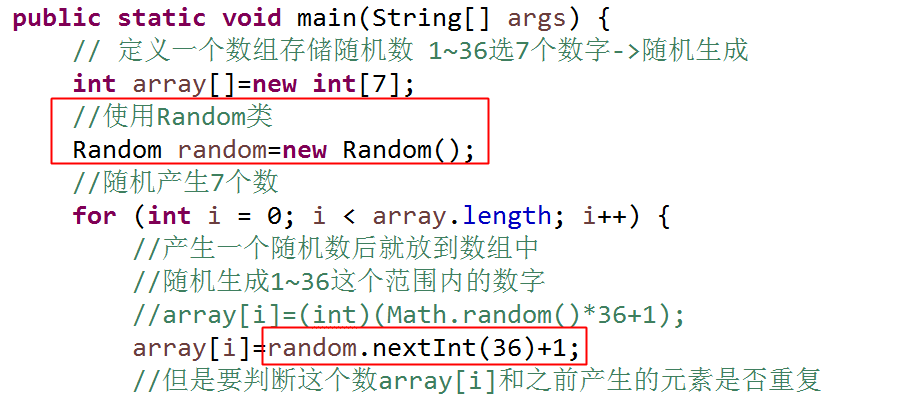 public static void main(String[] args) {
// 定义一个数组存储随机数 1~36选7个数字->随机生成
int array[]=new int[7];
//使用Random类
Random random=new Random();
//随机产生7个数
for (int i = 0; i < array.length; i++) {
//产生一个随机数后就放到数组中
//随机生成1~36这个范围内的数字
//array[i]=(int)(Math.random()*36+1);
array[i]=random.nextInt(36)+1;
//但是要判断这个数array[i]和之前产生的元素是否重复